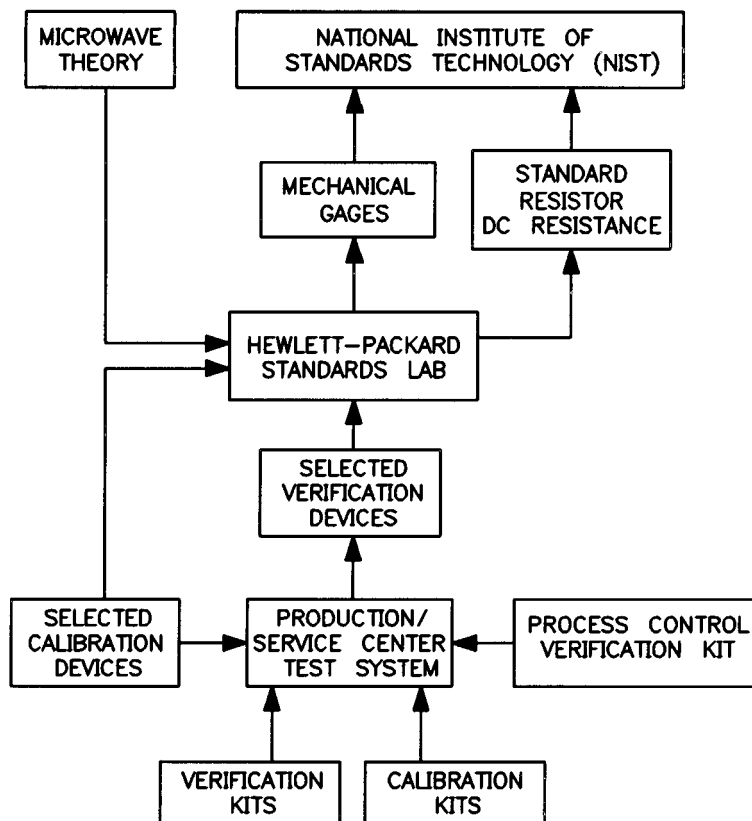 MICROWAVE
THEORY
NATIONAL INSTITUTE OF
STANDARDS TECHNOLOGY (NIST)
MECHANICAL
GAGES
STANDARD
RESISTOR
DC RESISTANCE
HEWLETT-PACKARD
STANDARDS LAB
SELECTED
VERIFICATION
DEVICES
SELECTED
CALIBRATION
DEVICES
PRODUCTION/
SERVICE CENTER
TEST SYSTEM
PROCESS CONTROL
VERIFICATION KIT
VERIFICATION
KITS
CALIBRATION
KITS